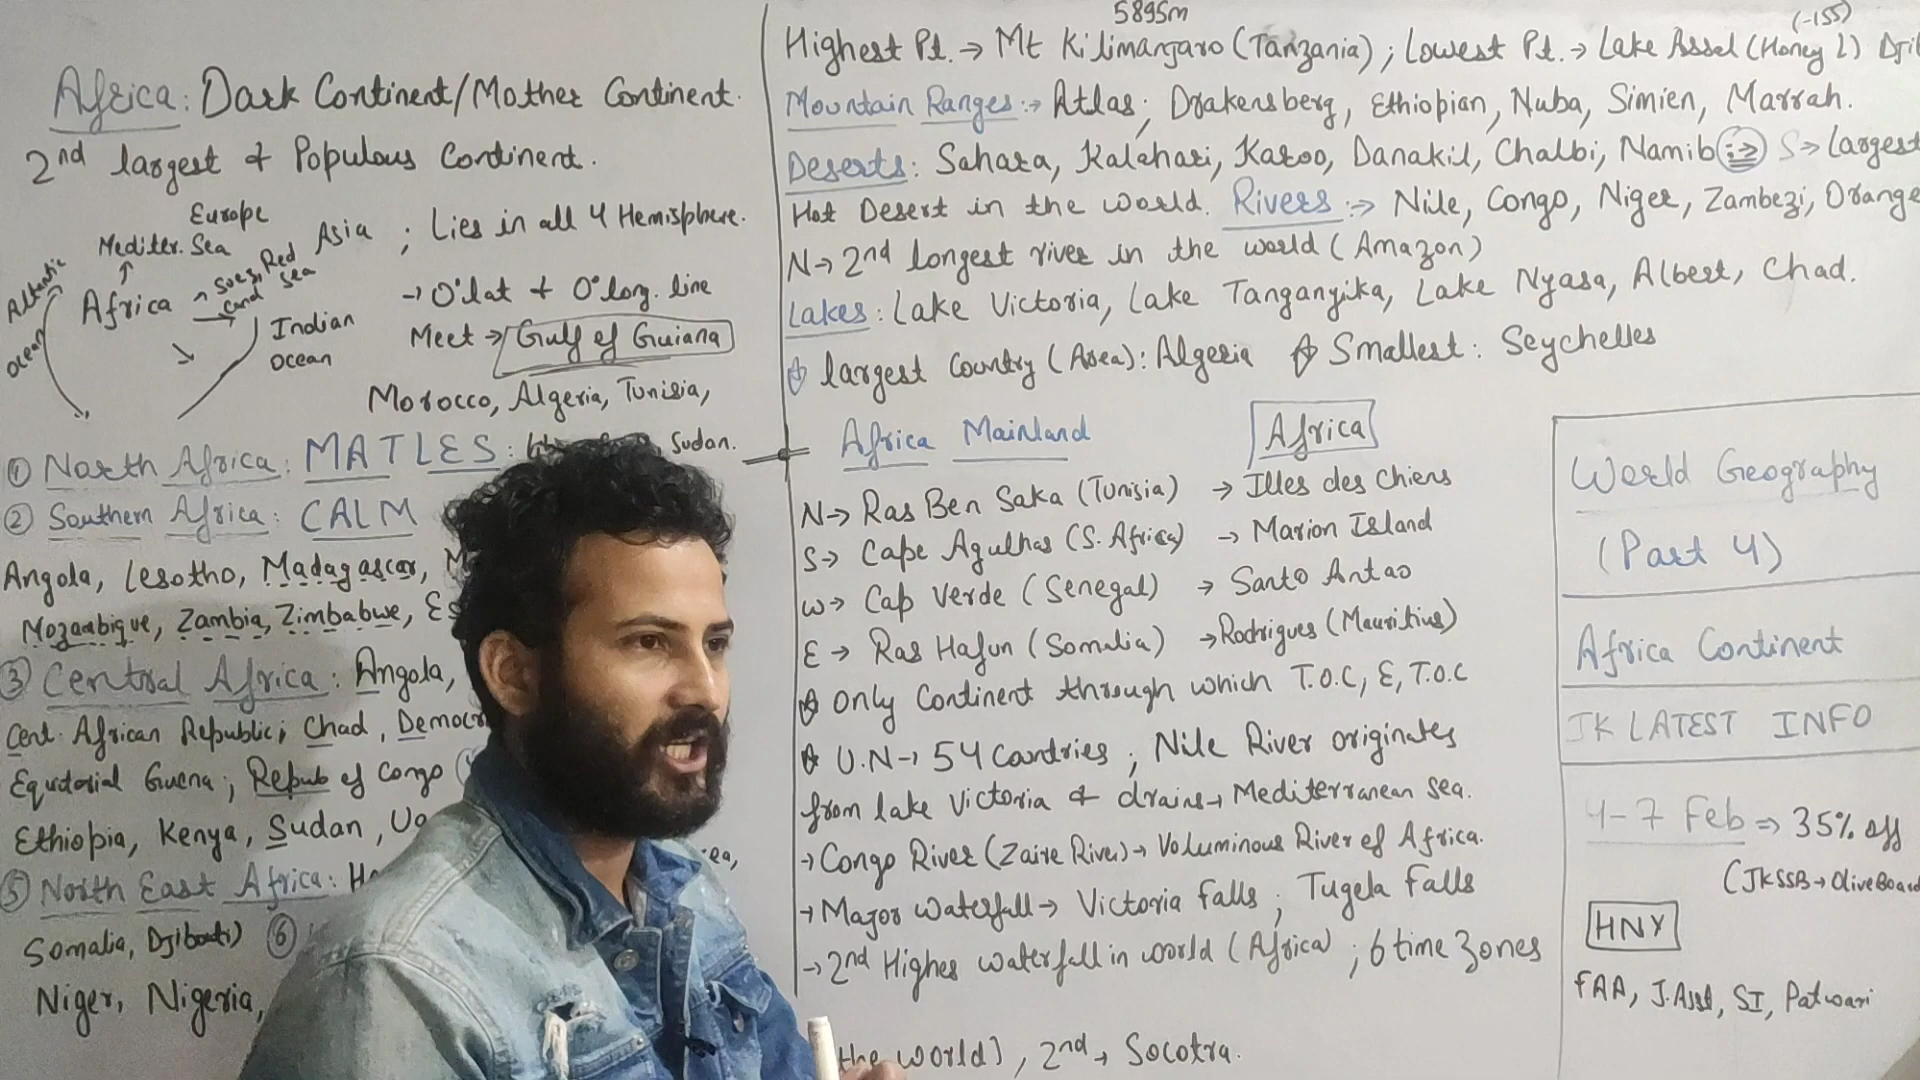 Africa: Dark Continent/Mother Continent.
2nd largest & Populous Continent.
Europe
Mediter. Sea
Asia ; Lies in all 4 Hemisphere.
Atlantic
Ocean
Africa
Suez
Red
Sea
Indian
Ocean
→ 0° lat + 0° long. line
Meet → Gulf of Guiana
Morocco, Algeria, Tunisia,
① North Africa: MATLES: Sudan.
② Southern Africa: CALM
Angola, Lesotho, Madagascar,
Mozambique, Zambia, Zimbabwe,
③ Central Africa: Angola,
Cent. African Republic; Chad,
Equtorial Guena; Repub of Congo
Ethiopia, Kenya, Sudan,
⑤ North East Africa:
Somalia, Djibouti) ⑥
Niger, Nigeria,
5895m
(-155)
Highest Pt. → Mt Kilimanjaro (Tanzania) ; Lowest Pt. → Lake Assal (Honey L)
Mountain Ranges:→ Atlas, Drakensberg, Ethiopian, Nuba, Simien, Marrah.
Deserts: Sahara, Kalahari, Karoo, Danakil, Chalbi, Namib :→ S→ Largest
Hot Desert in the world. Rivers:→ Nile, Congo, Niger, Zambezi, Orange
N→ 2nd longest river in the world (Amazon)
Lakes: Lake Victoria, Lake Tanganyika, Lake Nyasa, Albert, Chad.
largest Country (Area): Algeria Smallest: Seychelles
Africa Mainland Africa
N→ Ras Ben Saka (Tunisia) → Illes des Chiens
S→ Cape Agulhas (S. Africa) → Marion Island
W→ Cap Verde (Senegal) → Santo Antao
E→ Ras Hafun (Somalia) → Rodrigues (Mauritius)
Only Continent through which T.O.C, E, T.O.C
U.N→ 54 Countries ; Nile River originates
from lake Victoria & drains→ Mediterranean Sea.
→ Congo River (Zaire River)→ Voluminous River of Africa.
→ Major Waterfall→ Victoria falls ; Tugela Falls
→ 2nd Highes waterfall in world (Africa) ; 6 time zones
the world), 2nd → Socotra.
World Geography
(Part 4)
Africa Continent
JK LATEST INFO
4-7 Feb ⇒ 35% off
(JKSSB → OliveBoard
HNY
FAA, J.Asst, SI, Patwari